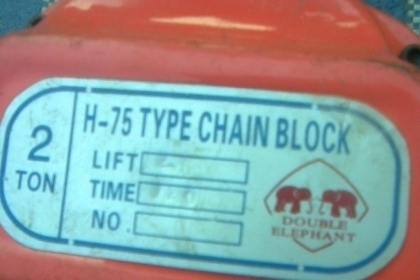 2
TON
H-75 TYPE CHAIN BLOCK
LIFT
TIME
NO.
DOUBLE
ELEPHANT